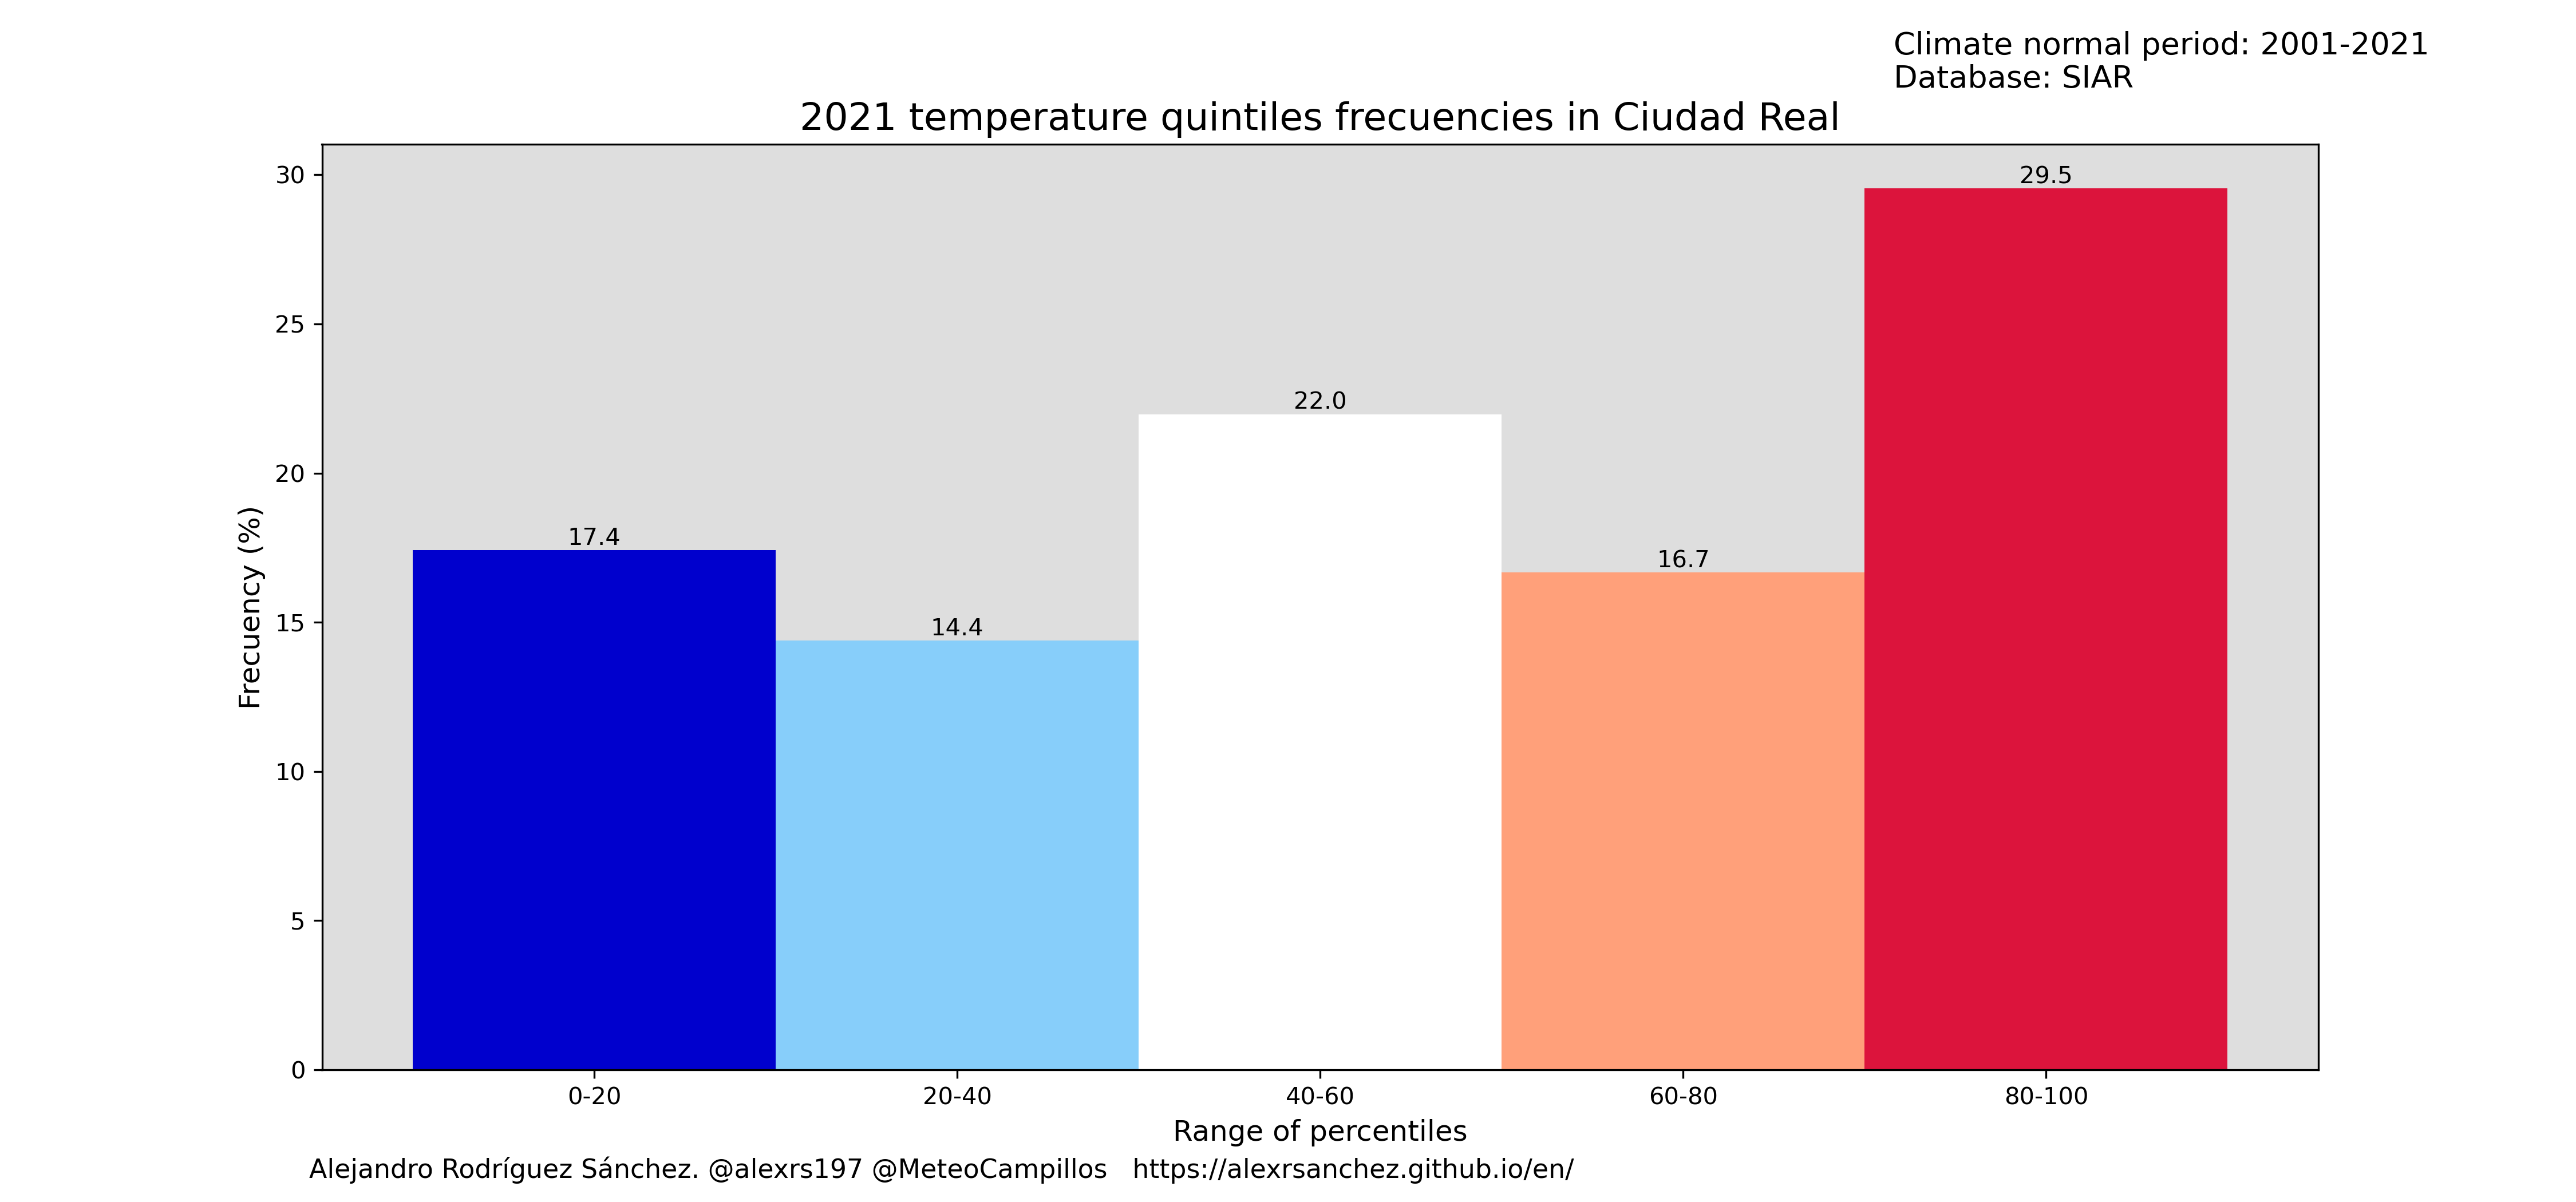 Climate normal period: 2001-2021
Database: SIAR
2021 temperature quintiles frecuencies in Ciudad Real
Frecuency (%)
30
25
20
15
10
5
0
17.4
14.4
22.0
16.7
29.5
0-20
20-40
40-60
60-80
80-100
Range of percentiles
Alejandro Rodríguez Sánchez. @alexrs197 @MeteoCampillos https://alexrsanchez.github.io/en/